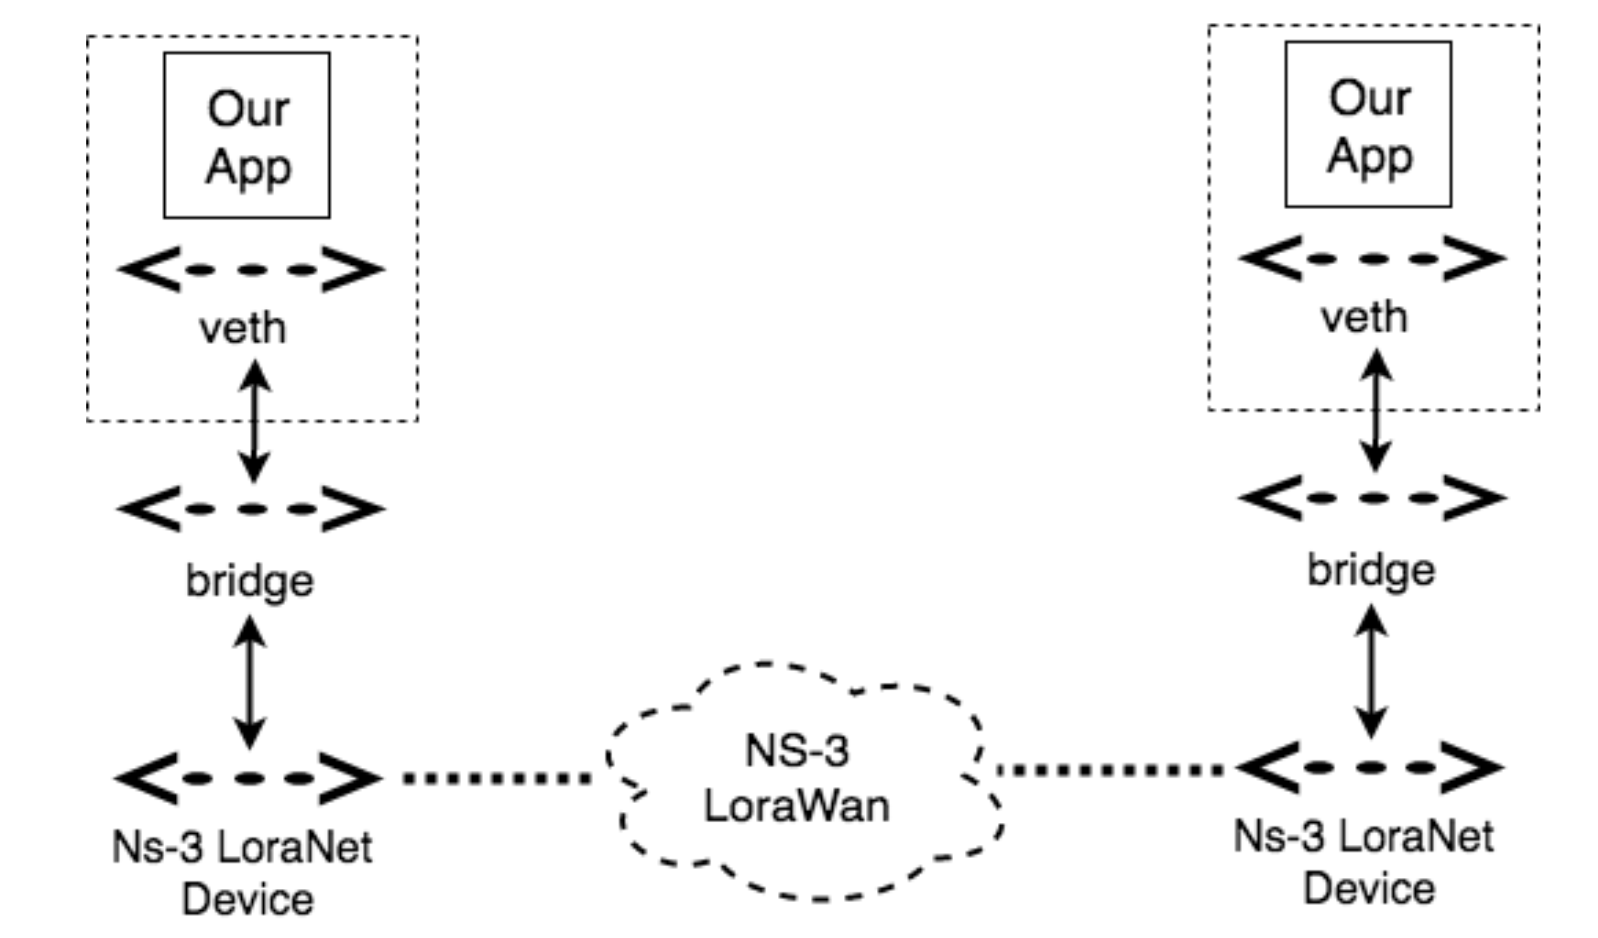 Our
App
veth
bridge
Ns-3 LoraNet
Device
NS-3
LoraWan
Our
App
veth
bridge
Ns-3 LoraNet
Device